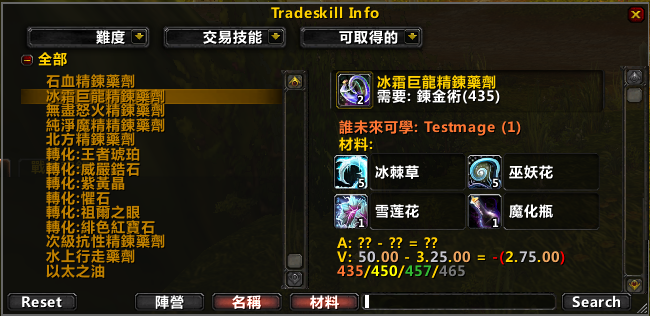 Tradeskill Info
難度
交易技能
可取得的
全部
石血精鍊藥劑
冰霜巨龍精鍊藥劑
無盡怒火精鍊藥劑
純淨魔精精鍊藥劑
北方精鍊藥劑
轉化:王者琥珀
轉化:威嚴鋯石
轉化:紫黃晶
轉化:懼石
轉化:祖爾之眼
轉化:緋色紅寶石
次級抗性精鍊藥劑
水上行走藥劑
以太之油
2
冰霜巨龍精鍊藥劑
需要: 鍊金術(435)
誰未來可學: Testmage (1)
材料:
5 冰棘草
5 巫妖花
1 雪莲花
1 魔化瓶
A: ?? - ?? = ??
V: 50.00 - 3.25.00 = -(2.75.00)
435/450/457/465
Reset
陣營
名稱
材料
Search